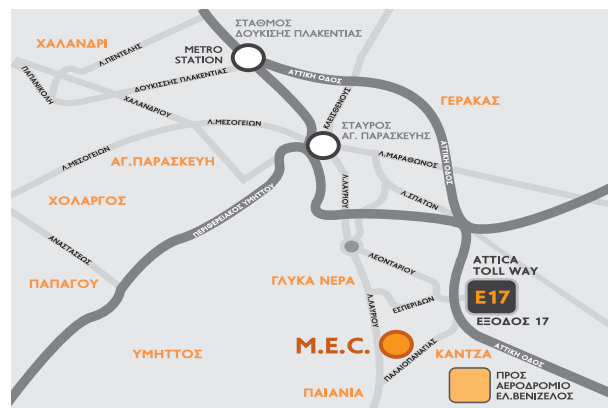 ΣΤΑΘΜΟΣ
ΔΟΥΚΙΣΗΣ ΠΛΑΚΕΝΤΙΑΣ
ΧΑΛΑΝΔΡΙ
Λ.ΠΕΝΤΕΛΗΣ
METRO
STATION
ΠΑΠΑΝΙΚΟΛΗ
ΔΟΥΚΙΣΣΗΣ ΠΛΑΚΕΝΤΙΑΣ
ΑΤΤΙΚΗ ΟΔΟΣ
ΧΑΛΑΝΔΡΙΟΥ
ΚΛΕΙΣΘΕΝΟΥΣ
ΓΕΡΑΚΑΣ
Λ.ΜΕΣΟΓΕΙΩΝ
ΣΤΑΥΡΟΣ
ΑΓ. ΠΑΡΑΣΚΕΥΗΣ
Λ.ΜΕΣΟΓΕΙΩΝ
ΑΓ.ΠΑΡΑΣΚΕΥΗ
Λ.ΜΑΡΑΘΩΝΟΣ
ΑΤΤΙΚΗ ΟΔΟΣ
ΧΟΛΑΡΓΟΣ
Λ.ΛΑΥΡΙΟΥ
Λ.ΣΠΑΤΩΝ
ΠΕΡΙΦΕΡΕΙΑΚΟΣ ΥΜΗΤΤΟΥ
ΑΝΑΣΤΑΣΕΩΣ
ΠΑΠΑΓΟΥ
ΓΛΥΚΑ ΝΕΡΑ
ΛΕΟΝΤΑΡΙΟΥ
ATTICA
TOLL WAY
E17
ΕΞΟΔΟΣ 17
Λ.ΛΑΥΡΙΟΥ
ΕΣΠΕΡΙΔΩΝ
ΥΜΗΤΤΟΣ
M.E.C.
ΠΑΛΑΙΟΠΑΝΑΓΙΑΣ
ΚΑΝΤΖΑ
ΑΤΤΙΚΗ ΟΔΟΣ
ΠΑΙΑΝΙΑ
ΠΡΟΣ
ΑΕΡΟΔΡΟΜΙΟ
ΕΛ.ΒΕΝΙΖΕΛΟΣ